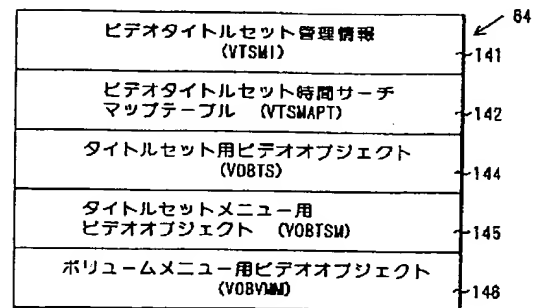 84
ビデオタイトルセット管理情報
(VTSMI)
141
ビデオタイトルセット時間サーチ
マップテーブル (VTSMAPT)
142
タイトルセット用ビデオオブジェクト
(VOBTS)
144
タイトルセットメニュー用
ビデオオブジェクト (VOBTSM)
145
ボリュームメニュー用ビデオオブジェクト
(VOBVMM)
146